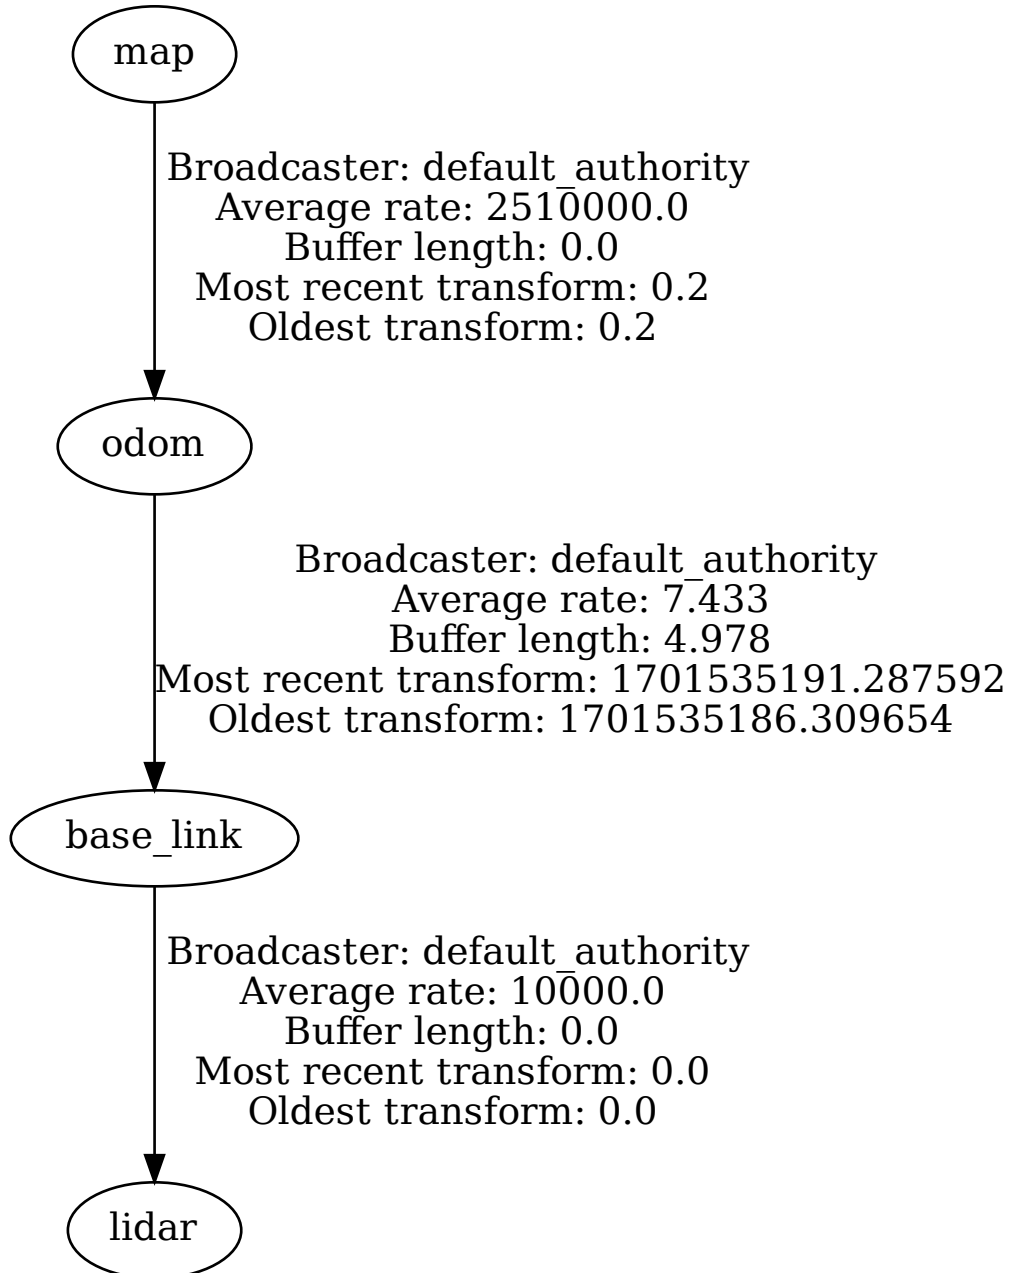 map
Broadcaster: default_authority
Average rate: 2510000.0
Buffer length: 0.0
Most recent transform: 0.2
Oldest transform: 0.2
odom
Broadcaster: default_authority
Average rate: 7.433
Buffer length: 4.978
Most recent transform: 1701535191.287592
Oldest transform: 1701535186.309654
base_link
Broadcaster: default_authority
Average rate: 10000.0
Buffer length: 0.0
Most recent transform: 0.0
Oldest transform: 0.0
lidar